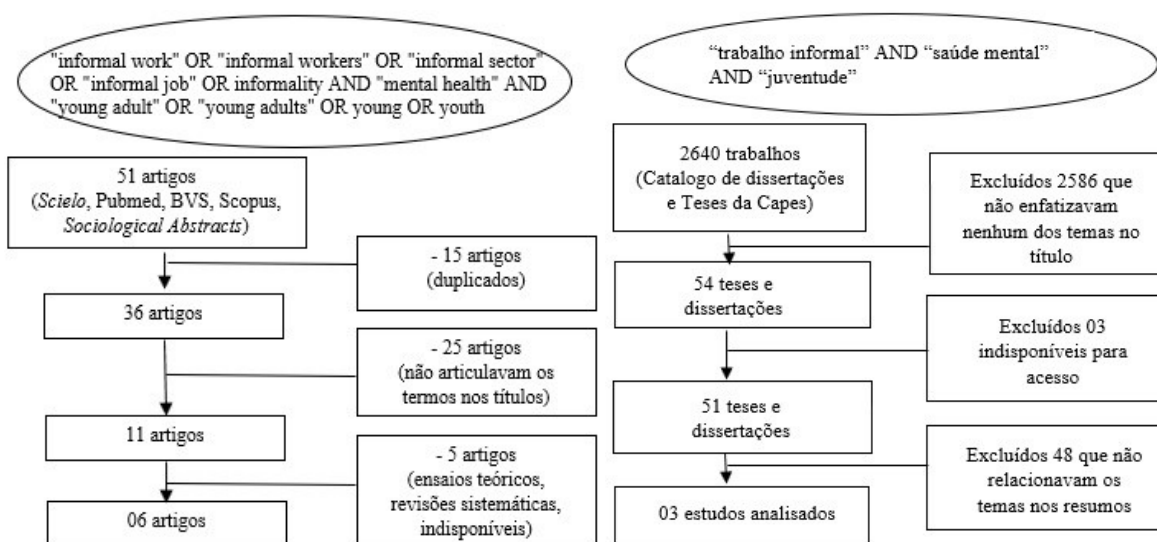 "informal work" OR "informal workers" OR "informal sector"
OR "informal job" OR informality AND "mental health" AND
"young adult" OR "young adults" OR young OR youth
51 artigos
(Scielo, Pubmed, BVS, Scopus,
Sociological Abstracts)
- 15 artigos
(duplicados)
36 artigos
- 25 artigos
(não articulavam os
termos nos títulos)
11 artigos
- 5 artigos
(ensaios teóricos,
revisões sistemáticas,
indisponíveis)
06 artigos
“trabalho informal” AND “saúde mental”
AND “juventude”
2640 trabalhos
(Catalogo de dissertações
e Teses da Capes)
Excluídos 2586 que
não enfatizavam
nenhum dos temas no
título
54 teses e
dissertações
Excluídos 03
indisponíveis para
acesso
51 teses e
dissertações
Excluídos 48 que não
relacionavam os
temas nos resumos
03 estudos analisados